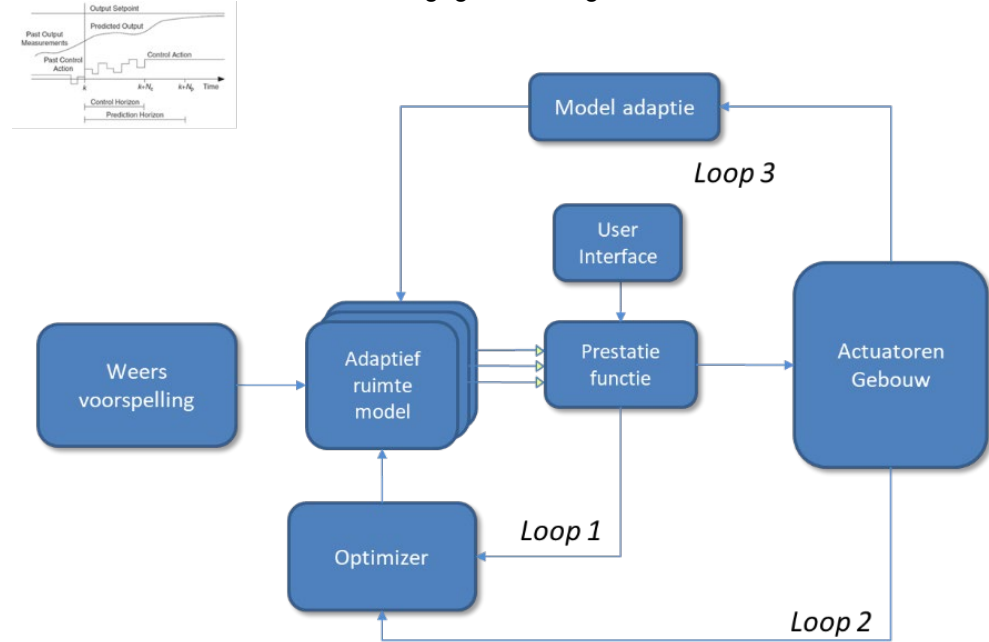 Output Setpoint
Predicted Output
Past Output
Measurements
Past Control
Action
Control Action
k
k+Nc
k+Np
Time
Control Horizon
Prediction Horizon
Model adaptie
Loop 3
User
Interface
Weers
voorspelling
Adaptief
ruimte
model
Prestatie
functie
Actuatoren
Gebouw
Optimizer
Loop 1
Loop 2